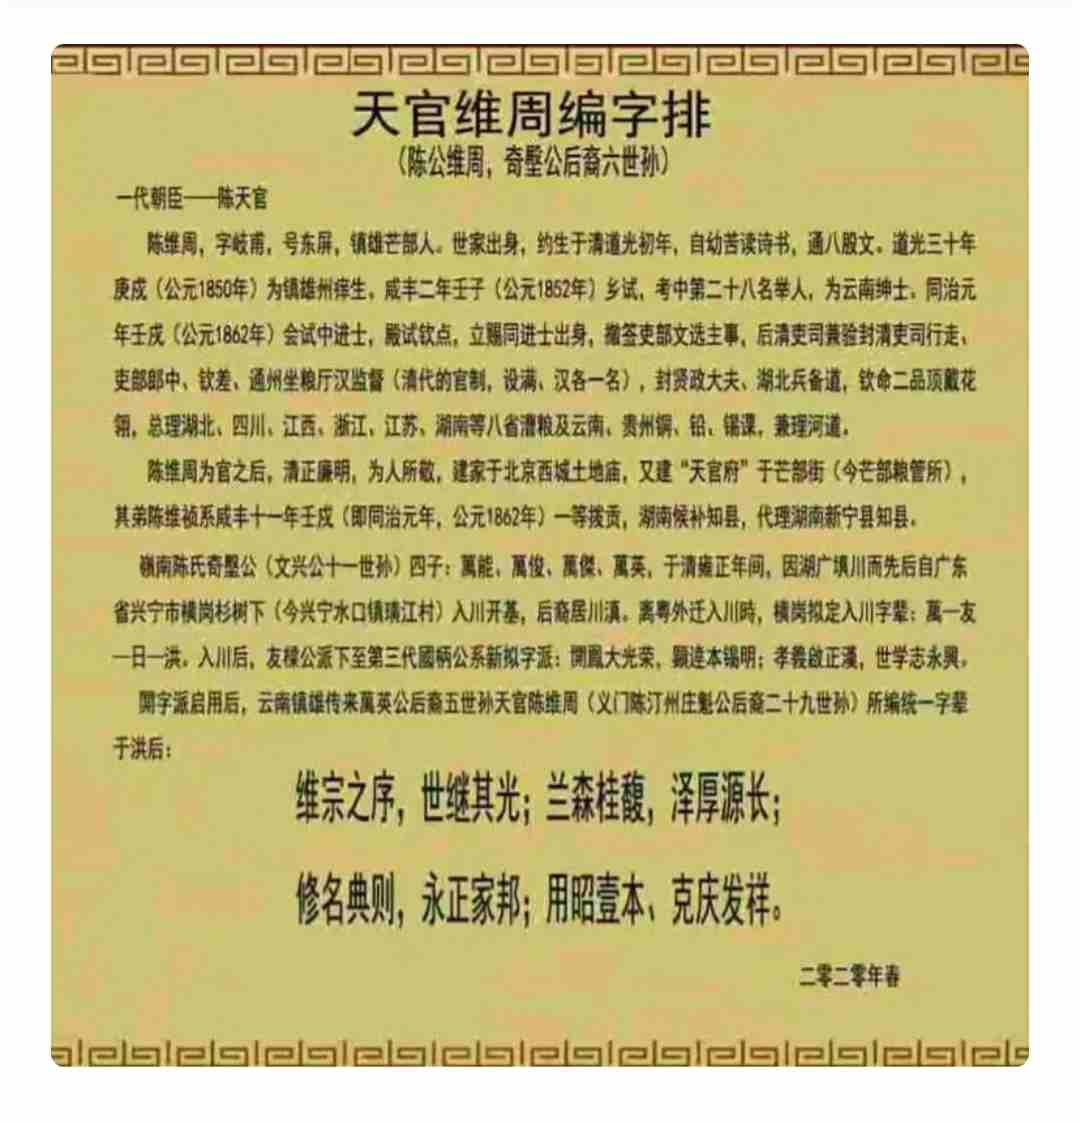 天官维周编字排
（陈公维周，奇壂公后裔六世孙）
一代朝臣——陈天官
陈维周，字岐甫，号东屏，镇雄芒部人。世家出身，约生于清道光初年，自幼苦读诗书，通八股文。道光三十年
庚戌（公元1850年）为镇雄州庠生。咸丰二年壬子（公元1852年）乡试，考中第二十八名举人，为云南绅士。同治元
年壬戌（公元1862年）会试中进士，殿试钦点，立赐同进士出身，撤签吏部文选主事，后清吏司兼验封清吏司行走、
吏部郎中、钦差、通州坐粮厅汉监督（清代的官制，设满、汉各一名），封贤政大夫、湖北兵备道，钦命二品顶戴花
翎，总理湖北、四川、江西、浙江、江苏、湖南等八省漕粮及云南、贵州铜、铅、锡课，兼理河道。
陈维周为官之后，清正廉明，为人所敬，建家于北京西城土地庙，又建“天官府”于芒部街（今芒部粮管所），
其弟陈维祯系咸丰十一年壬戌（即同治元年，公元1862年）一等拨贡，湖南候补知县，代理湖南新宁县知县。
嶺南陈氏奇壂公（文兴公十一世孙）四子：萬能、萬俊、萬傑、萬英，于清雍正年间，因湖广填川而先后自广东
省兴宁市横岗杉树下（今兴宁水口镇璜江村）入川开基，后裔居川滇。离粤外迁入川時，横岗拟定入川字辈：萬一友
一日一洪。入川后，友樑公派下至第三代國柄公系新拟字派：開鳳大光荣，顯達本锡明；孝義啟正漢，世学志永興。
開字派启用后，云南镇雄传来萬英公后裔五世孙天官陈维周（义门陈汀州庄魁公后裔二十九世孙）所编统一字辈
于洪后：
维宗之序，世继其光；兰森桂馥，泽厚源长；
修名典则，永正家邦；用昭壹本、克庆发祥。
二零二零年春